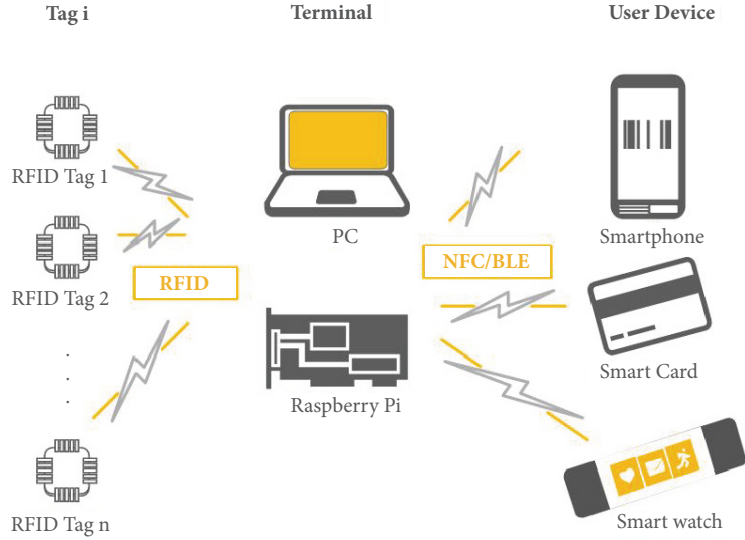 Tag i
Terminal
User Device
RFID Tag 1
PC
Smartphone
RFID
NFC/BLE
RFID Tag 2
.
.
.
Raspberry Pi
Smart Card
RFID Tag n
Smart watch